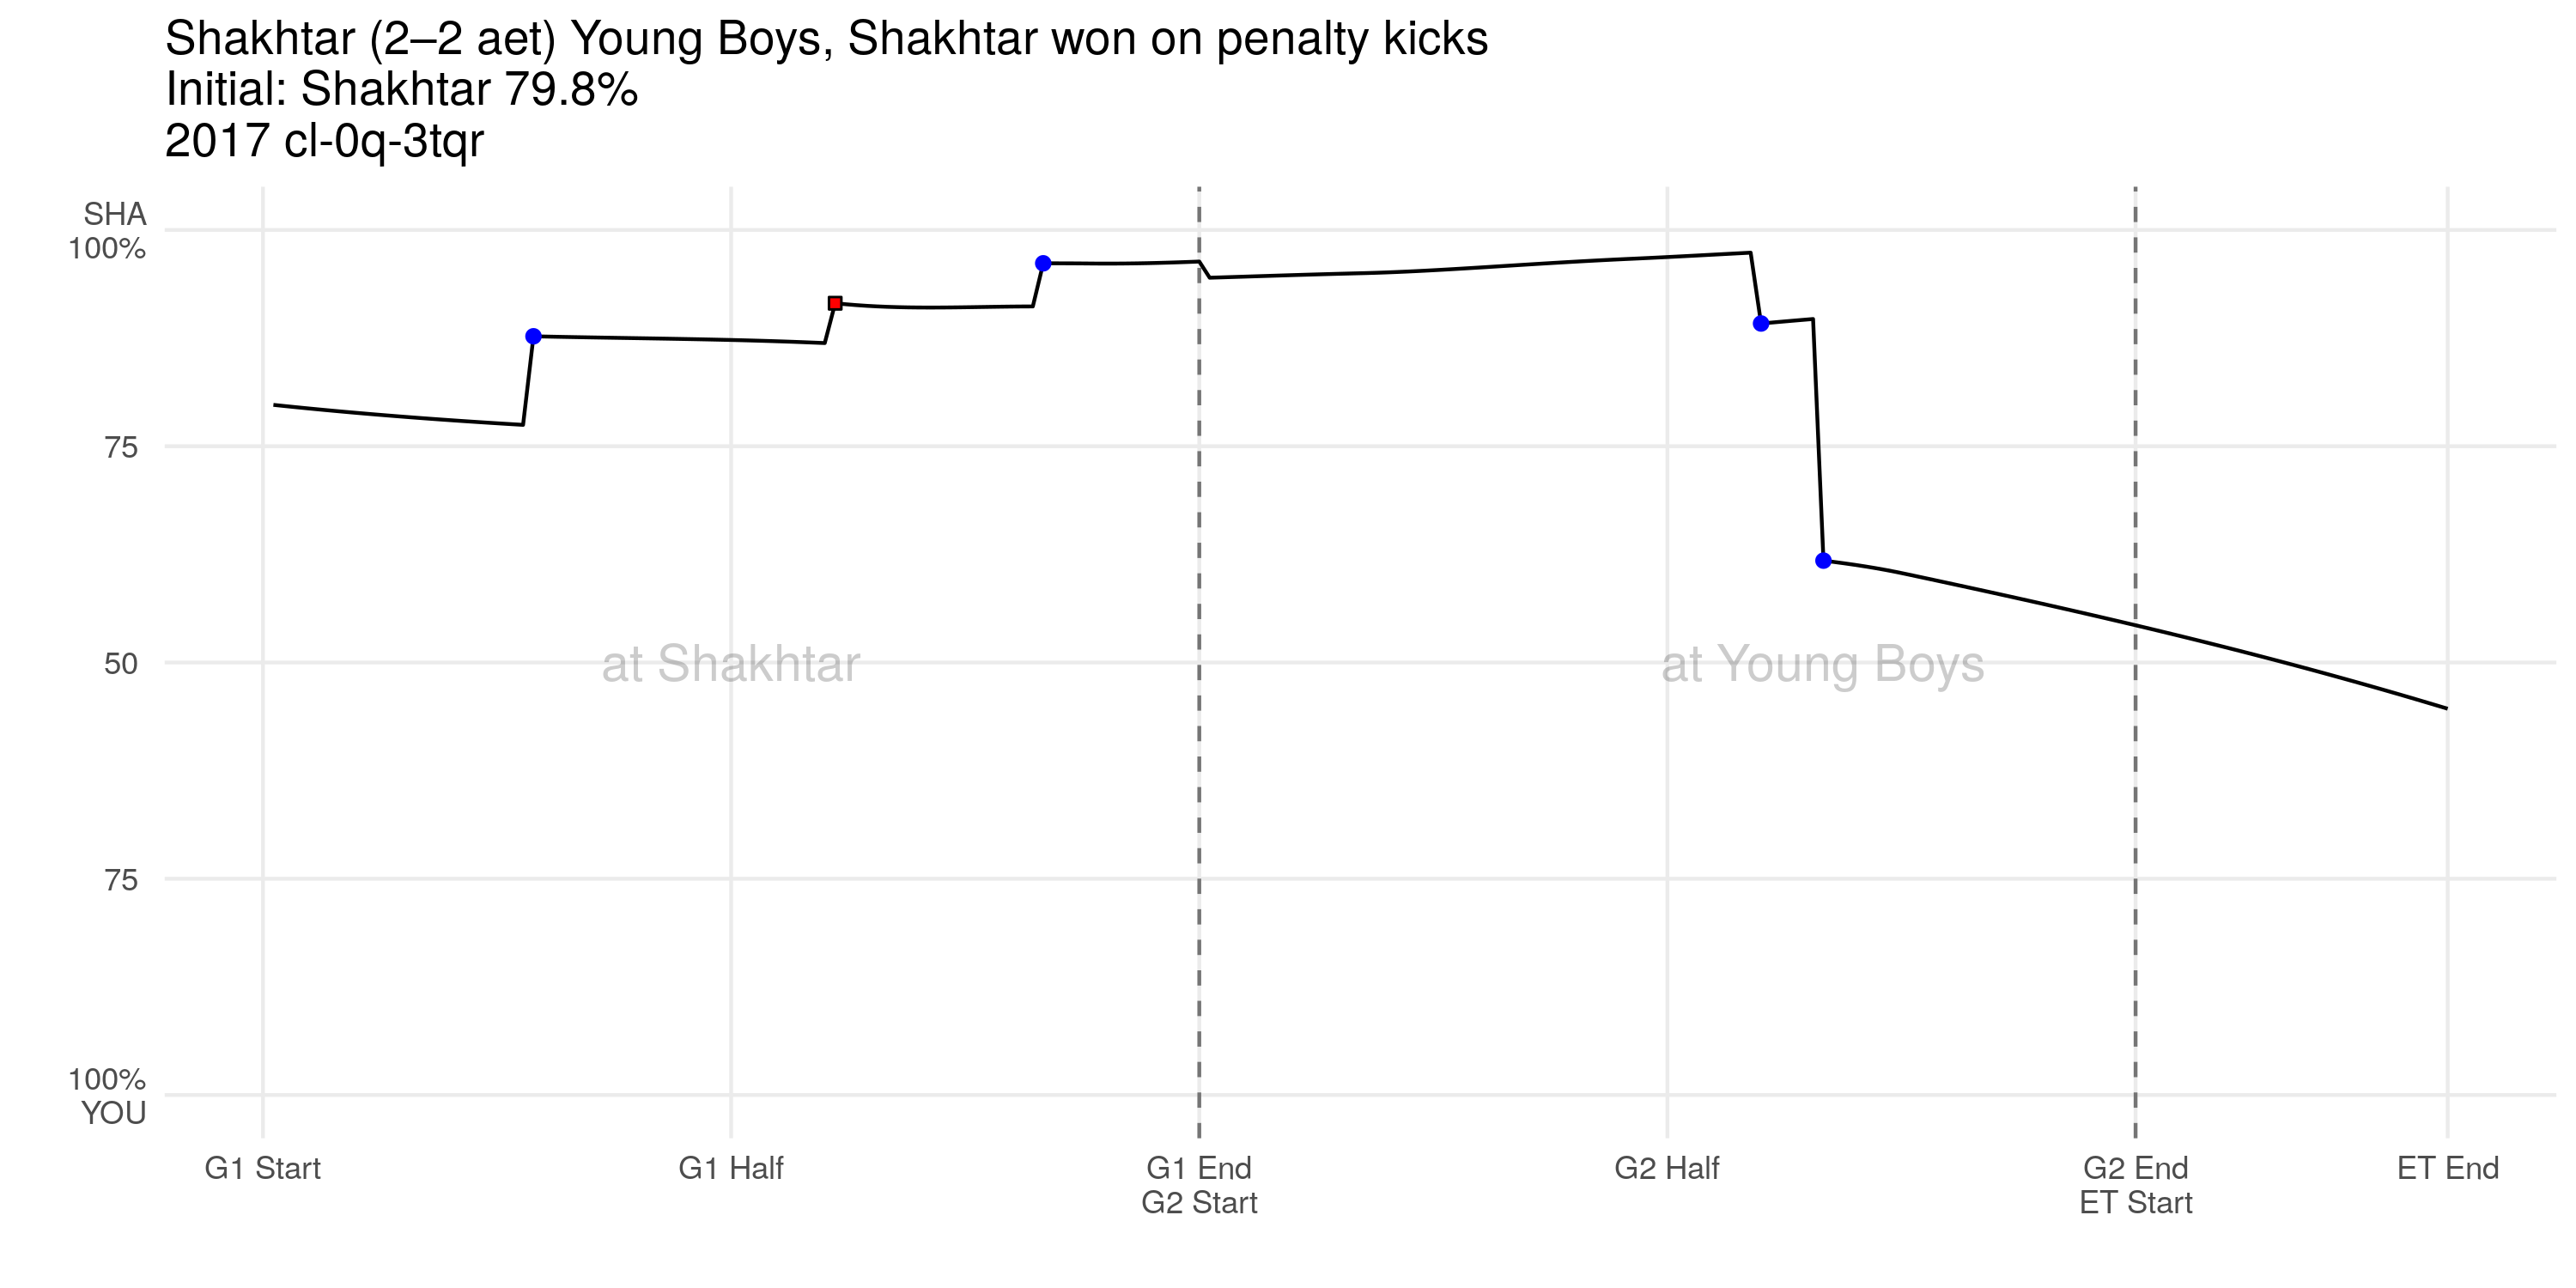 Shakhtar (2–2 aet) Young Boys, Shakhtar won on penalty kicks
Initial: Shakhtar 79.8%
2017 cl-0q-3tqr
SHA
100%
75
50
75
100%
YOU
at Shakhtar
at Young Boys
G1 Start
G1 Half
G1 End
G2 Start
G2 Half
G2 End
ET Start
ET End